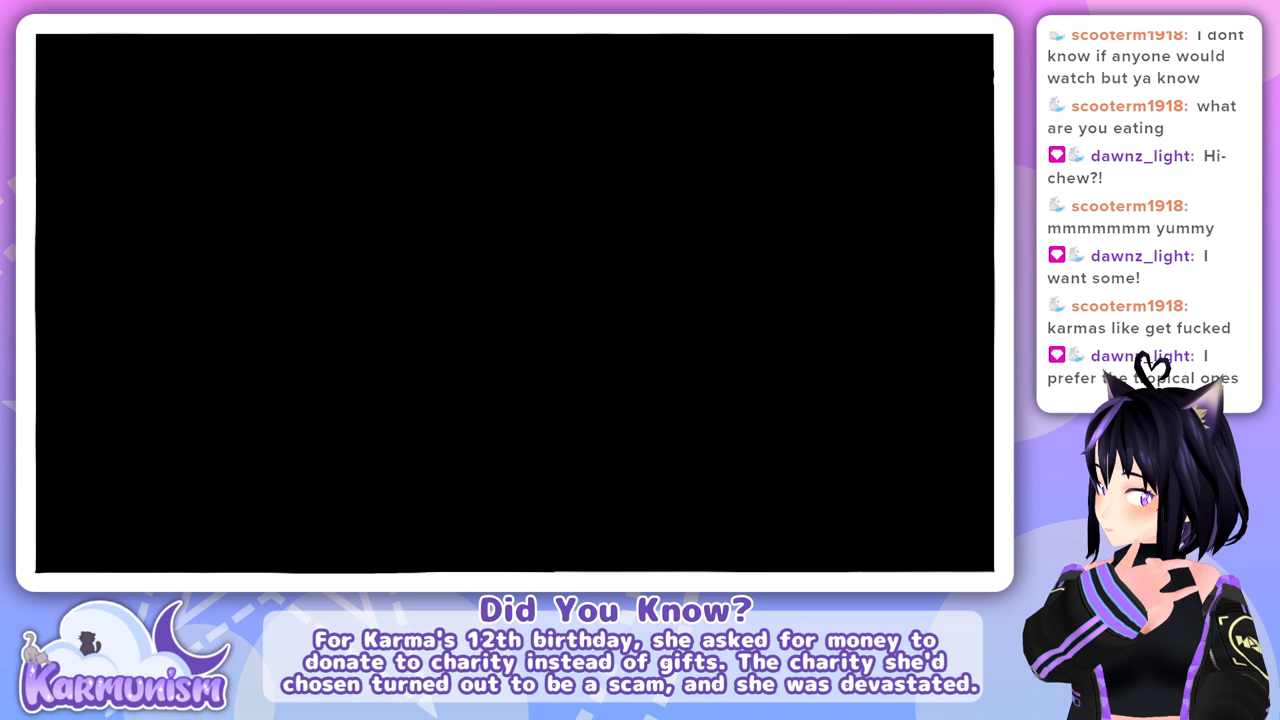 scooterm1918: I dont
know if anyone would
watch but ya know
scooterm1918: what
are you eating
dawnz_light: Hi-
chew?!
scooterm1918:
mmmmmmm yummy
dawnz_light: I
want some!
scooterm1918:
karmas like get fucked
dawnz_light: I
prefer the tropical ones
Did You Know?
For Karma's 12th birthday, she asked for money to
donate to charity instead of gifts. The charity she'd
chosen turned out to be a scam, and she was devastated.
Karmunism